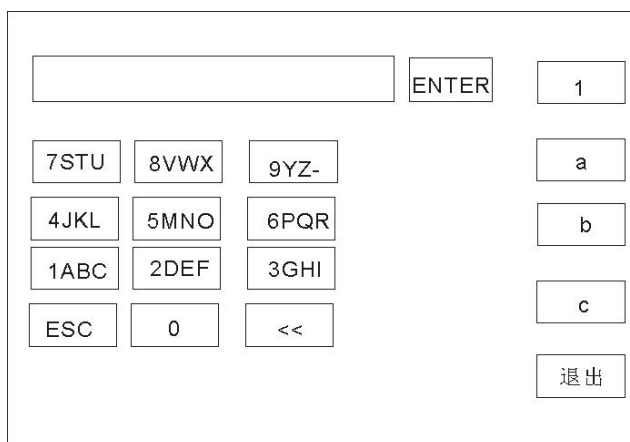 ENTER
1
7STU 8VWX 9YZ-
a
4JKL 5MNO 6PQR
b
1ABC 2DEF 3GHI
ESC 0 <<
c
退出